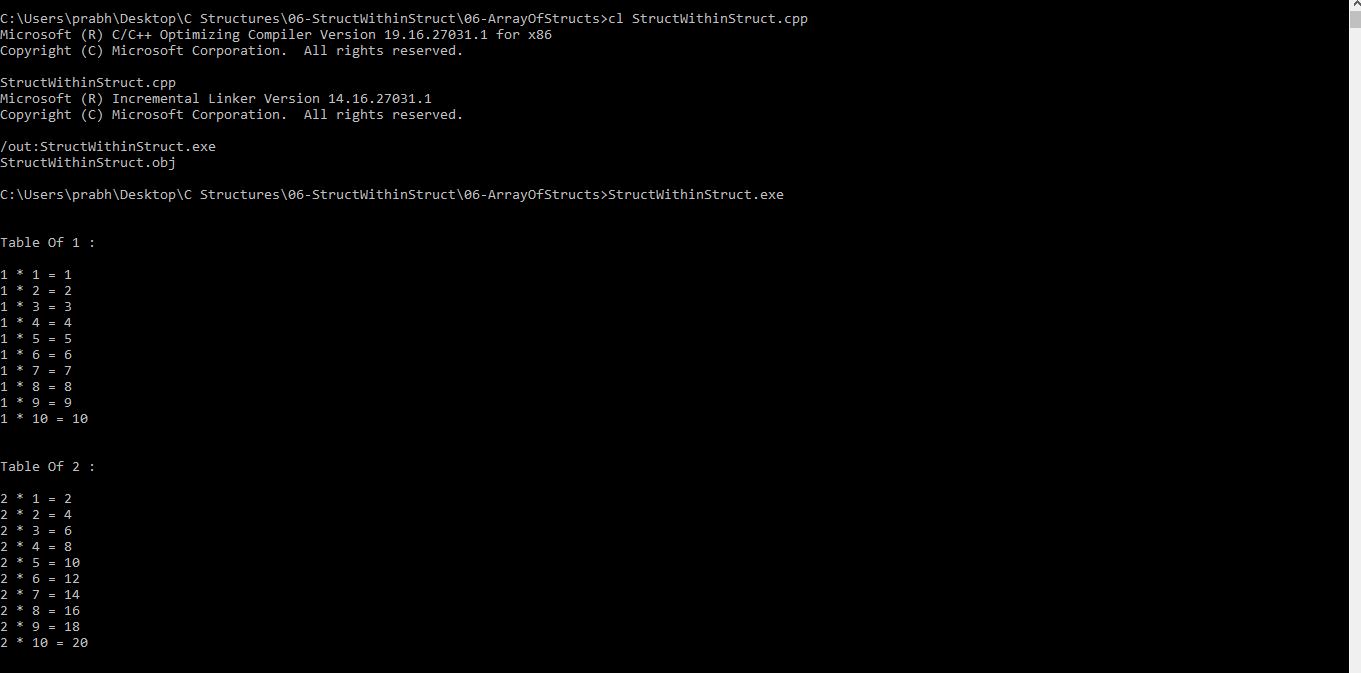 C:\Users\prabh\Desktop\C Structures\06-StructWithinStruct\06-ArrayOfStructs>cl StructWithinStruct.cpp
Microsoft (R) C/C++ Optimizing Compiler Version 19.16.27031.1 for x86
Copyright (C) Microsoft Corporation.  All rights reserved.
StructWithinStruct.cpp
Microsoft (R) Incremental Linker Version 14.16.27031.1
Copyright (C) Microsoft Corporation.  All rights reserved.
/out:StructWithinStruct.exe
StructWithinStruct.obj
C:\Users\prabh\Desktop\C Structures\06-StructWithinStruct\06-ArrayOfStructs>StructWithinStruct.exe
Table Of 1 :
1 * 1 = 1
1 * 2 = 2
1 * 3 = 3
1 * 4 = 4
1 * 5 = 5
1 * 6 = 6
1 * 7 = 7
1 * 8 = 8
1 * 9 = 9
1 * 10 = 10
Table Of 2 :
2 * 1 = 2
2 * 2 = 4
2 * 3 = 6
2 * 4 = 8
2 * 5 = 10
2 * 6 = 12
2 * 7 = 14
2 * 8 = 16
2 * 9 = 18
2 * 10 = 20